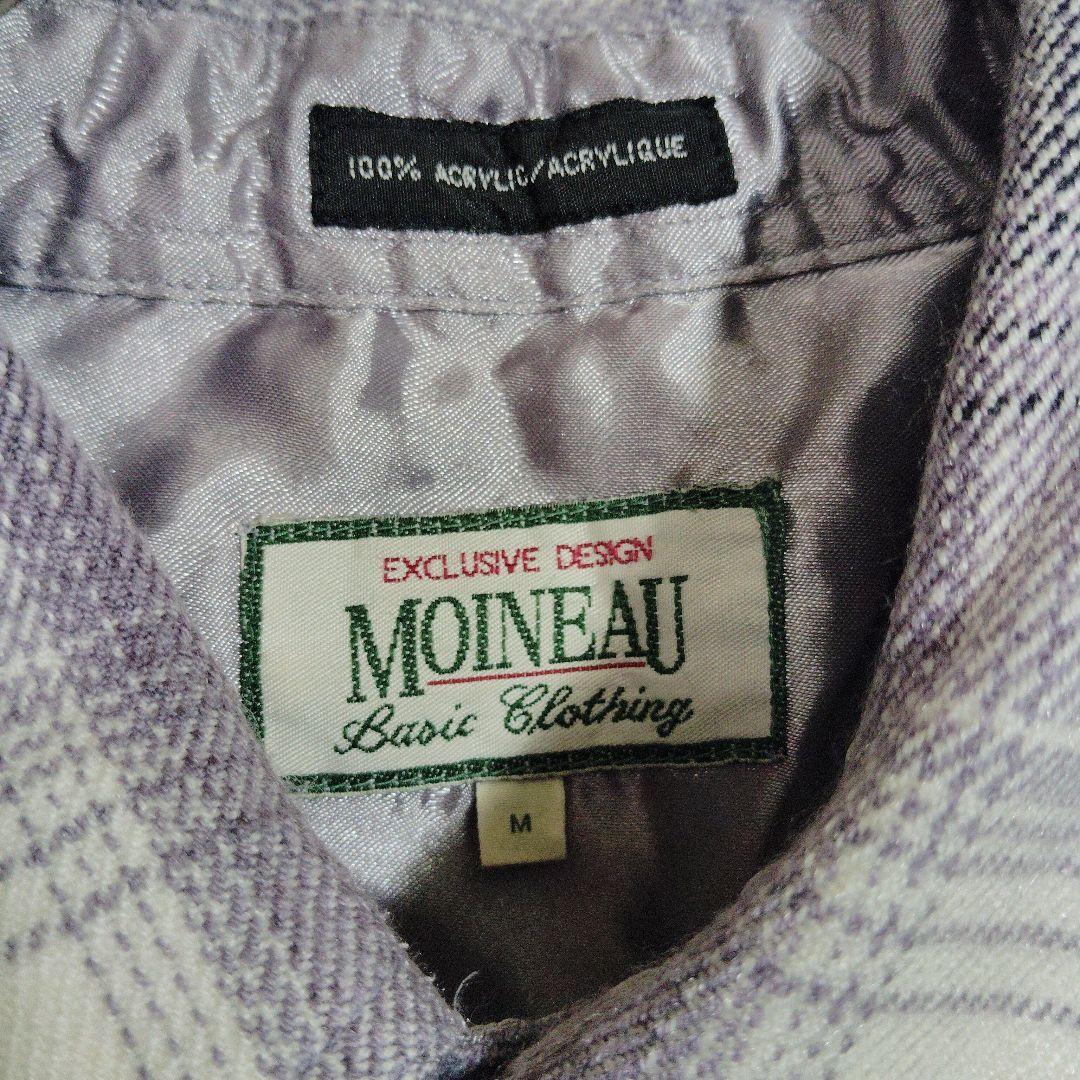 100% ACRYLIC/ACRYLIQUE
EXCLUSIVE DESIGN
MOINEAU
Basic Clothing
M